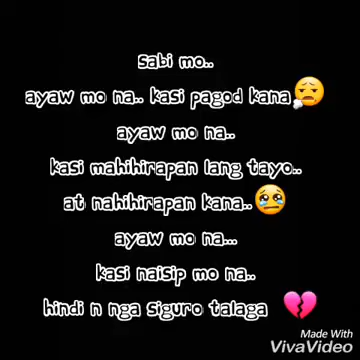 sabi mo..
ayaw mo na.. kasi pagod kana😮‍💨
ayaw mo na..
kasi mahihirapan lang tayo..
at nahihirapan kana..😢
ayaw mo na...
kasi naisip mo na..
hindi n nga siguro talaga 💔
Made With
VivaVideo